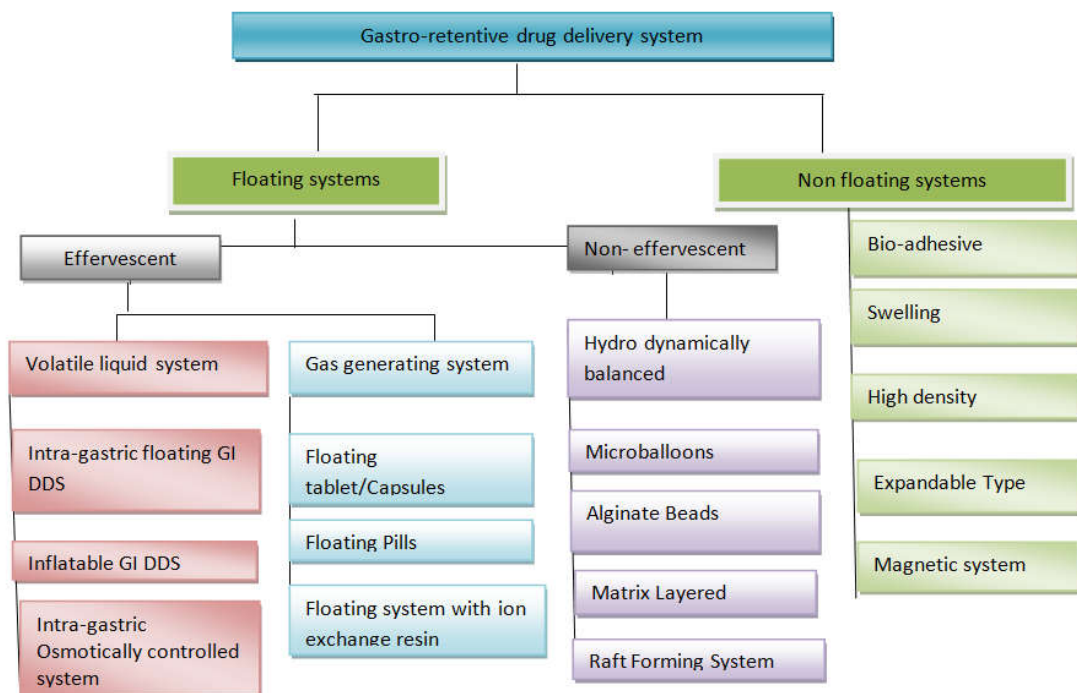 Gastro-retentive drug delivery system
Floating systems
Non floating systems
Effervescent
Non- effervescent
Volatile liquid system
Intra-gastric floating GI
DDS
Inflatable GI DDS
Intra-gastric
Osmotically controlled
system
Gas generating system
Floating
tablet/Capsules
Floating Pills
Floating system with ion
exchange resin
Hydro dynamically
balanced
Microballoons
Alginate Beads
Matrix Layered
Raft Forming System
Bio-adhesive
Swelling
High density
Expandable Type
Magnetic system